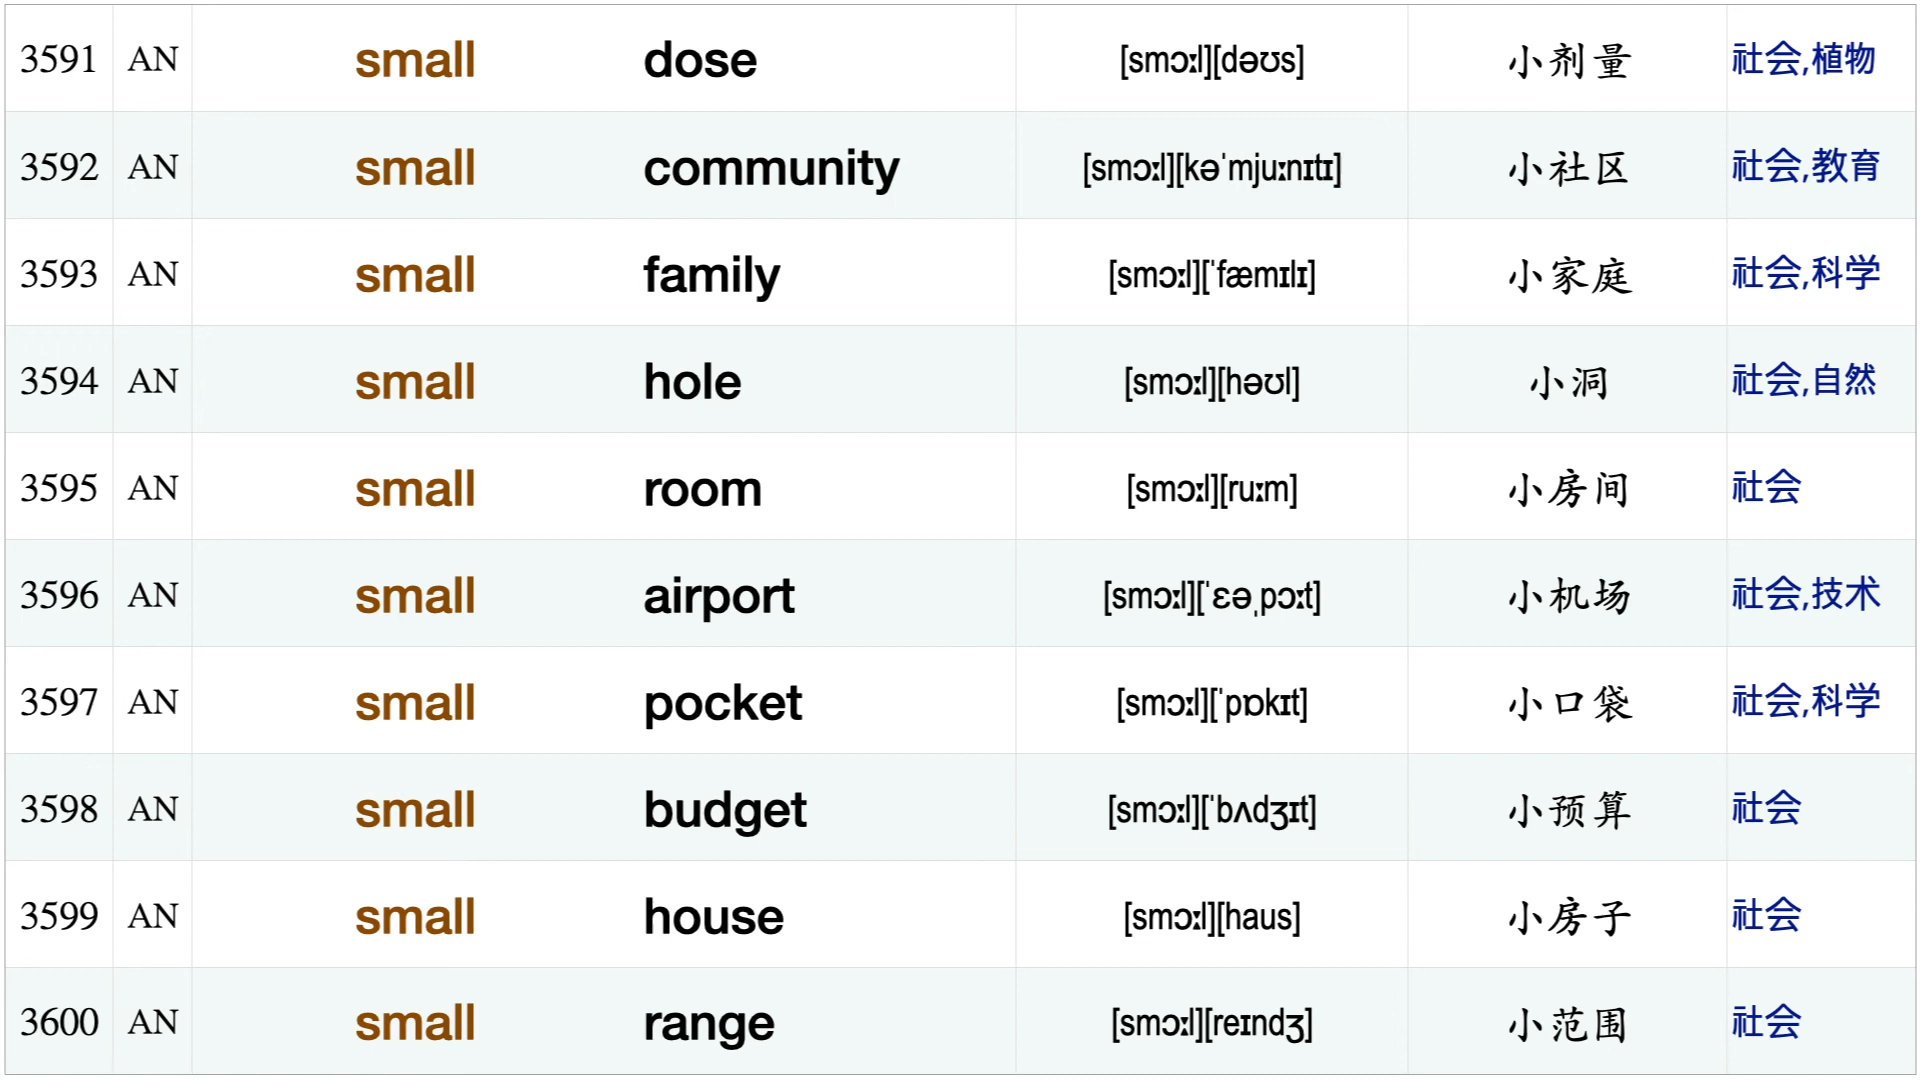 3591 AN small dose [smɔːl][dəʊs] 小剂量 社会,植物
3592 AN small community [smɔːl][kəˈmjuːnɪtɪ] 小社区 社会,教育
3593 AN small family [smɔːl][ˈfæmɪlɪ] 小家庭 社会,科学
3594 AN small hole [smɔːl][həʊl] 小洞 社会,自然
3595 AN small room [smɔːl][ruːm] 小房间 社会
3596 AN small airport [smɔːl][ˈɛəˌpɔːt] 小机场 社会,技术
3597 AN small pocket [smɔːl][ˈpɒkɪt] 小口袋 社会,科学
3598 AN small budget [smɔːl][ˈbʌdʒɪt] 小预算 社会
3599 AN small house [smɔːl][haus] 小房子 社会
3600 AN small range [smɔːl][reɪndʒ] 小范围 社会